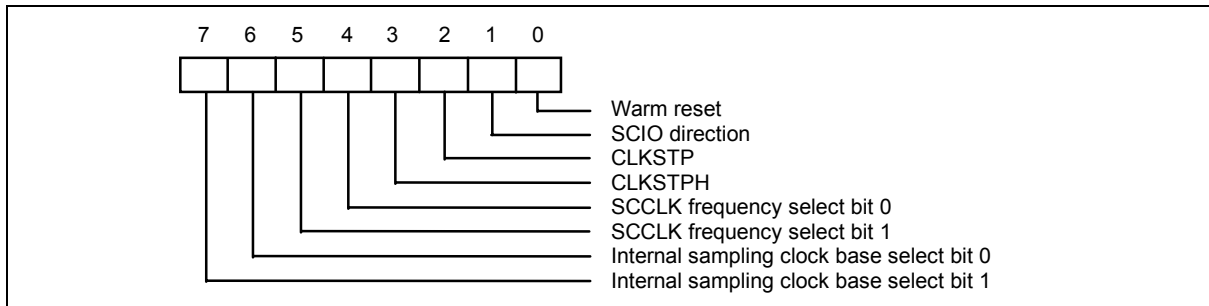 7 6 5 4 3 2 1 0
Warm reset
SCIO direction
CLKSTP
CLKSTPH
SCCLK frequency select bit 0
SCCLK frequency select bit 1
Internal sampling clock base select bit 0
Internal sampling clock base select bit 1